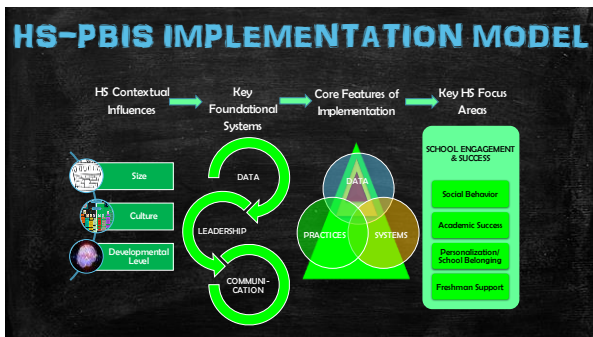 HS-PBIS IMPLEMENTATION MODEL
HS Contextual
Influences
Key
Foundational
Systems
Core Features of
Implementation
Key HS Focus
Areas
Size
Culture
Developmental
Level
DATA
LEADERSHIP
COMMUNI-
CATION
DATA
PRACTICES
SYSTEMS
SCHOOL ENGAGEMENT
& SUCCESS
Social Behavior
Academic Success
Personalization/
School Belonging
Freshman Support